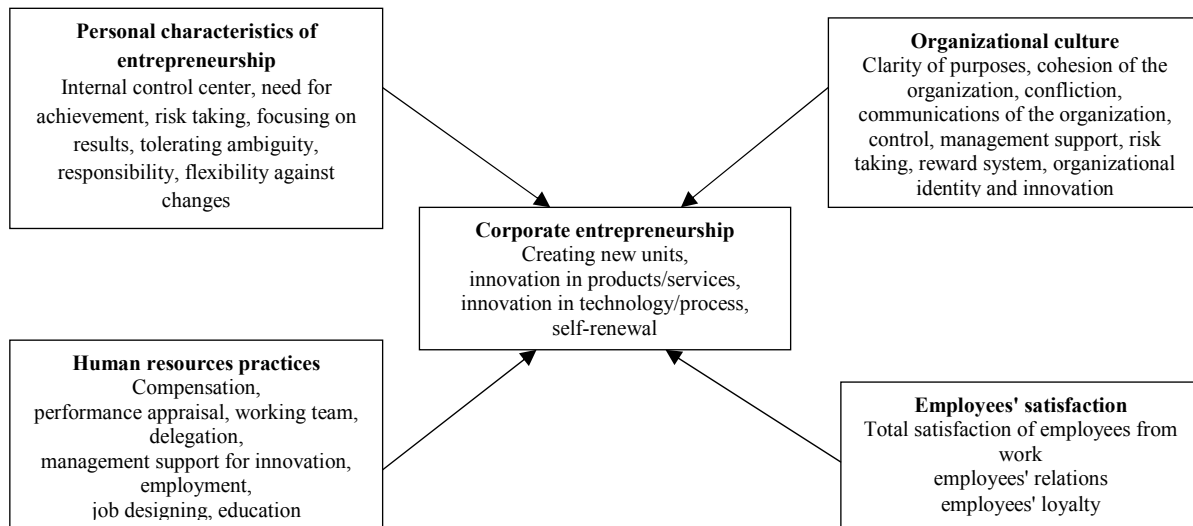 Personal characteristics of
entrepreneurship
Internal control center, need for
achievement, risk taking, focusing on
results, tolerating ambiguity,
responsibility, flexibility against
changes
Organizational culture
Clarity of purposes, cohesion of the
organization, confliction,
communications of the organization,
control, management support, risk
taking, reward system, organizational
identity and innovation
Corporate entrepreneurship
Creating new units,
innovation in products/services,
innovation in technology/process,
self-renewal
Human resources practices
Compensation,
performance appraisal, working team,
delegation,
management support for innovation,
employment,
job designing, education
Employees' satisfaction
Total satisfaction of employees from
work
employees' relations
employees' loyalty